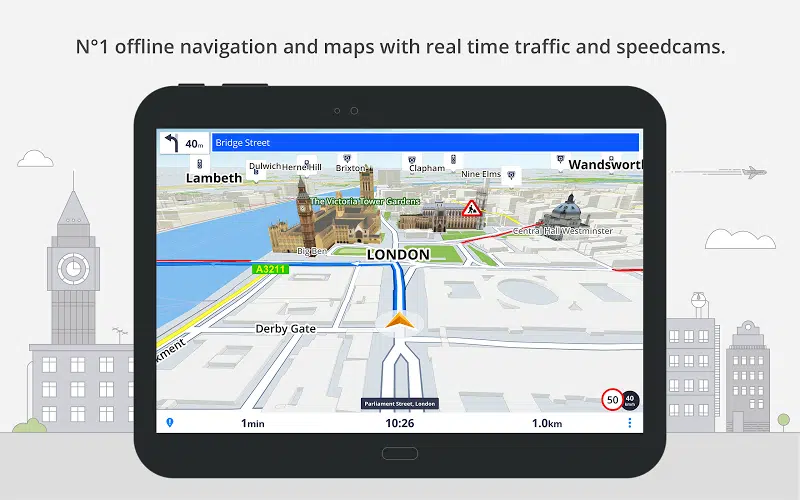 N°1 offline navigation and maps with real time traffic and speedcams.
40m
Bridge Street
Lambeth
Dulwich
Herne Hill
Brixton
Clapham
Nine Elms
Wandswort
The Victoria Tower Gardens
Central Hall Westminster
Big Ben
LONDON
A3211
Derby Gate
kment
Parliament Street, London
50
40
km/h
1min
10:26
1.0km